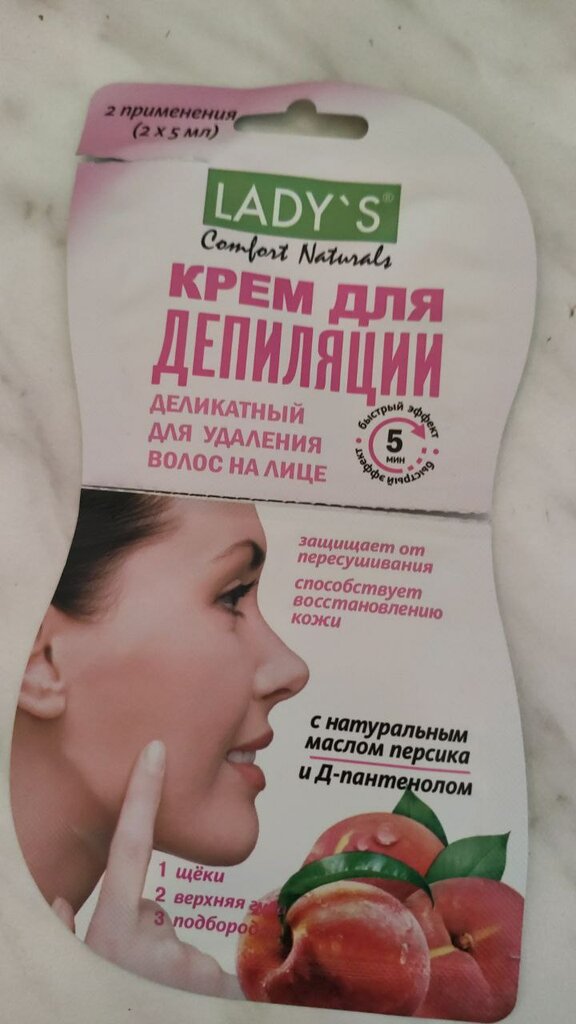 2 применения
(2 x 5 мл)
LADY`S®
Comfort Naturals
КРЕМ ДЛЯ
ДЕПИЛЯЦИИ
ДЕЛИКАТНЫЙ
ДЛЯ УДАЛЕНИЯ
ВОЛОС НА ЛИЦЕ
быстрый эффект
5
мин
быстрый эффект
защищает от
пересушивания
способствует
восстановлению
кожи
с натуральным
маслом персика
и Д-пантенолом
1 щёки
2 верхняя
3 подбород